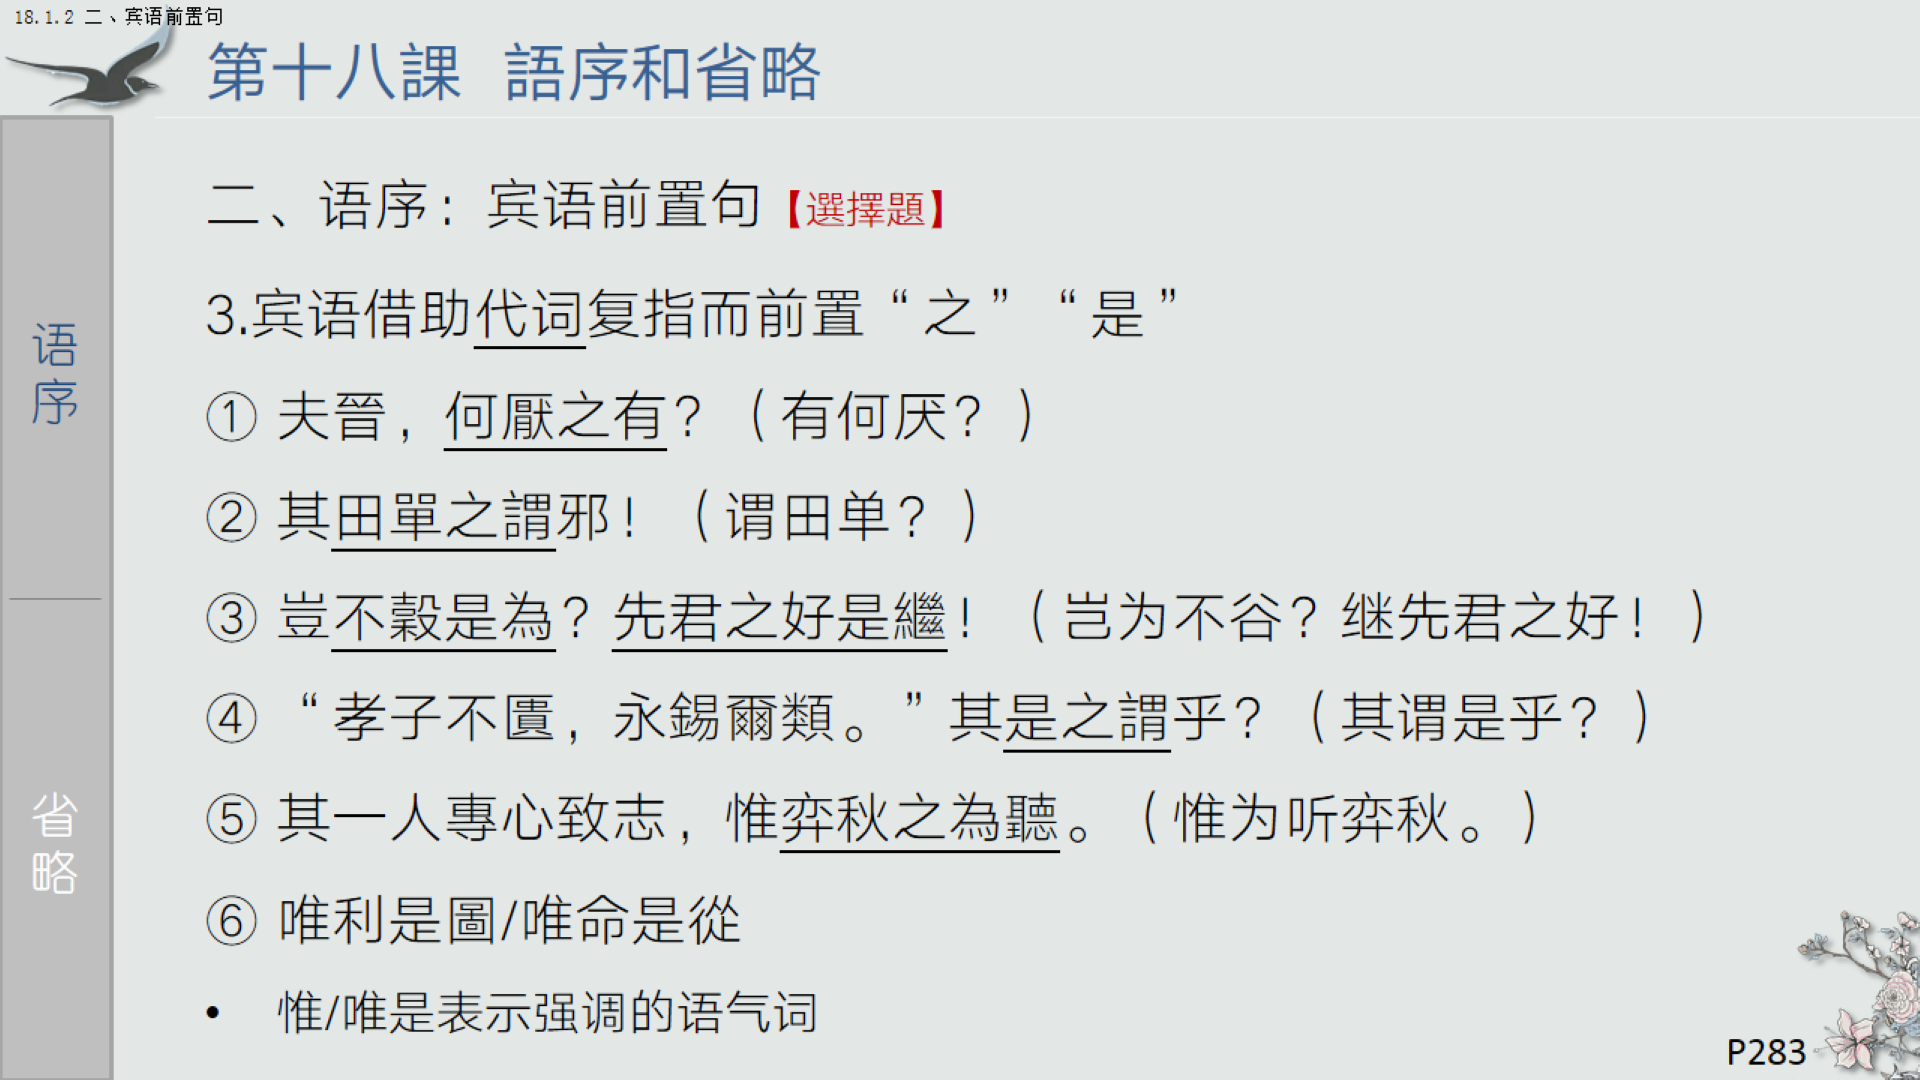 18.1.2 二、宾语前置句
第十八課 語序和省略
语序
省略
二、语序：宾语前置句【選擇題】
3.宾语借助代词复指而前置“之”“是”
① 夫晉，何厭之有？（有何厌？）
② 其田單之謂邪！（谓田单？）
③ 豈不穀是為？先君之好是繼！（岂为不谷？继先君之好！）
④ “孝子不匱，永錫爾類。”其是之謂乎？（其谓是乎？）
⑤ 其一人專心致志，惟弈秋之為聽。（惟为听弈秋。）
⑥ 唯利是圖/唯命是從
• 惟/唯是表示强调的语气词
P283